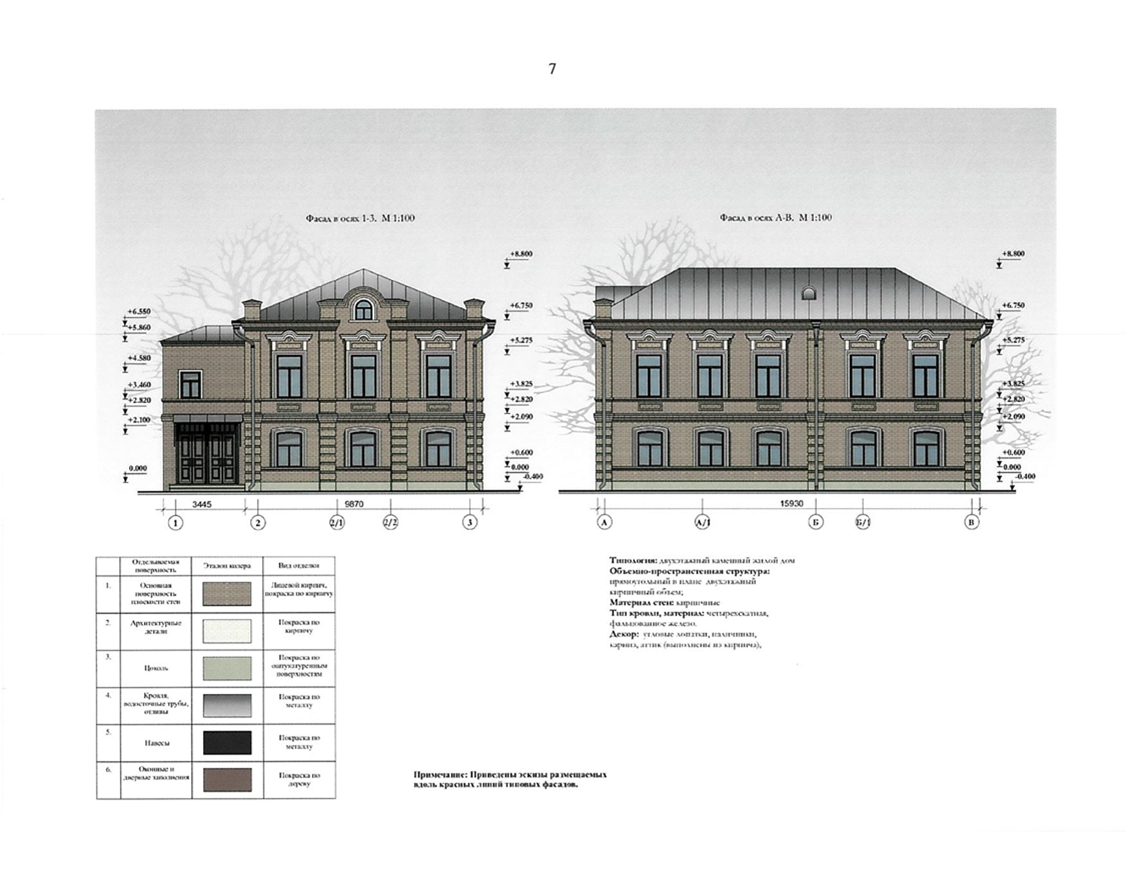 7
Фасад в осях 1-3.  М 1:100
Фасад в осях А-В.  М 1:100
+8.800
+6.750
+5.275
+3.825
+2.820
+2.090
+0.600
0.000
-0.400
+6.550
+5.860
+4.580
+3.460
+2.820
+2.100
0.000
+8.800
+6.750
+5.275
+3.825
+2.820
+2.090
+0.600
0.000
-0.400
3445
9870
15930
1
2
2/1
2/2
3
А
А/1
Б
Б/1
В
Отделываемая
поверхность
Эталон колера
Вид отделки
1.
Основная
поверхность
плоскости стен
Лицевой кирпич,
покраска по кирпичу
2.
Архитектурные
детали
Покраска по
кирпичу
3.
Цоколь
Покраска по
оштукатуренным
поверхностям
4.
Кровля,
водосточные трубы,
отливы
Покраска по
металлу
5.
Навесы
Покраска по
металлу
6.
Оконные и
дверные заполнения
Покраска по
дереву
Типология: двухэтажный каменный жилой дом
Объемно-пространстенная структура:
прямоугольный в плане двухэтажный
кирпичный объем;
Материал стен: кирпичные
Тип кровли, материал: четырехскатная,
фальцованное железо.
Декор: угловые лопатки, наличники,
карниз, аттик (выполнены из кирпича),
Примечание: Приведены эскизы размещаемых
вдоль красных линий типовых фасадов.